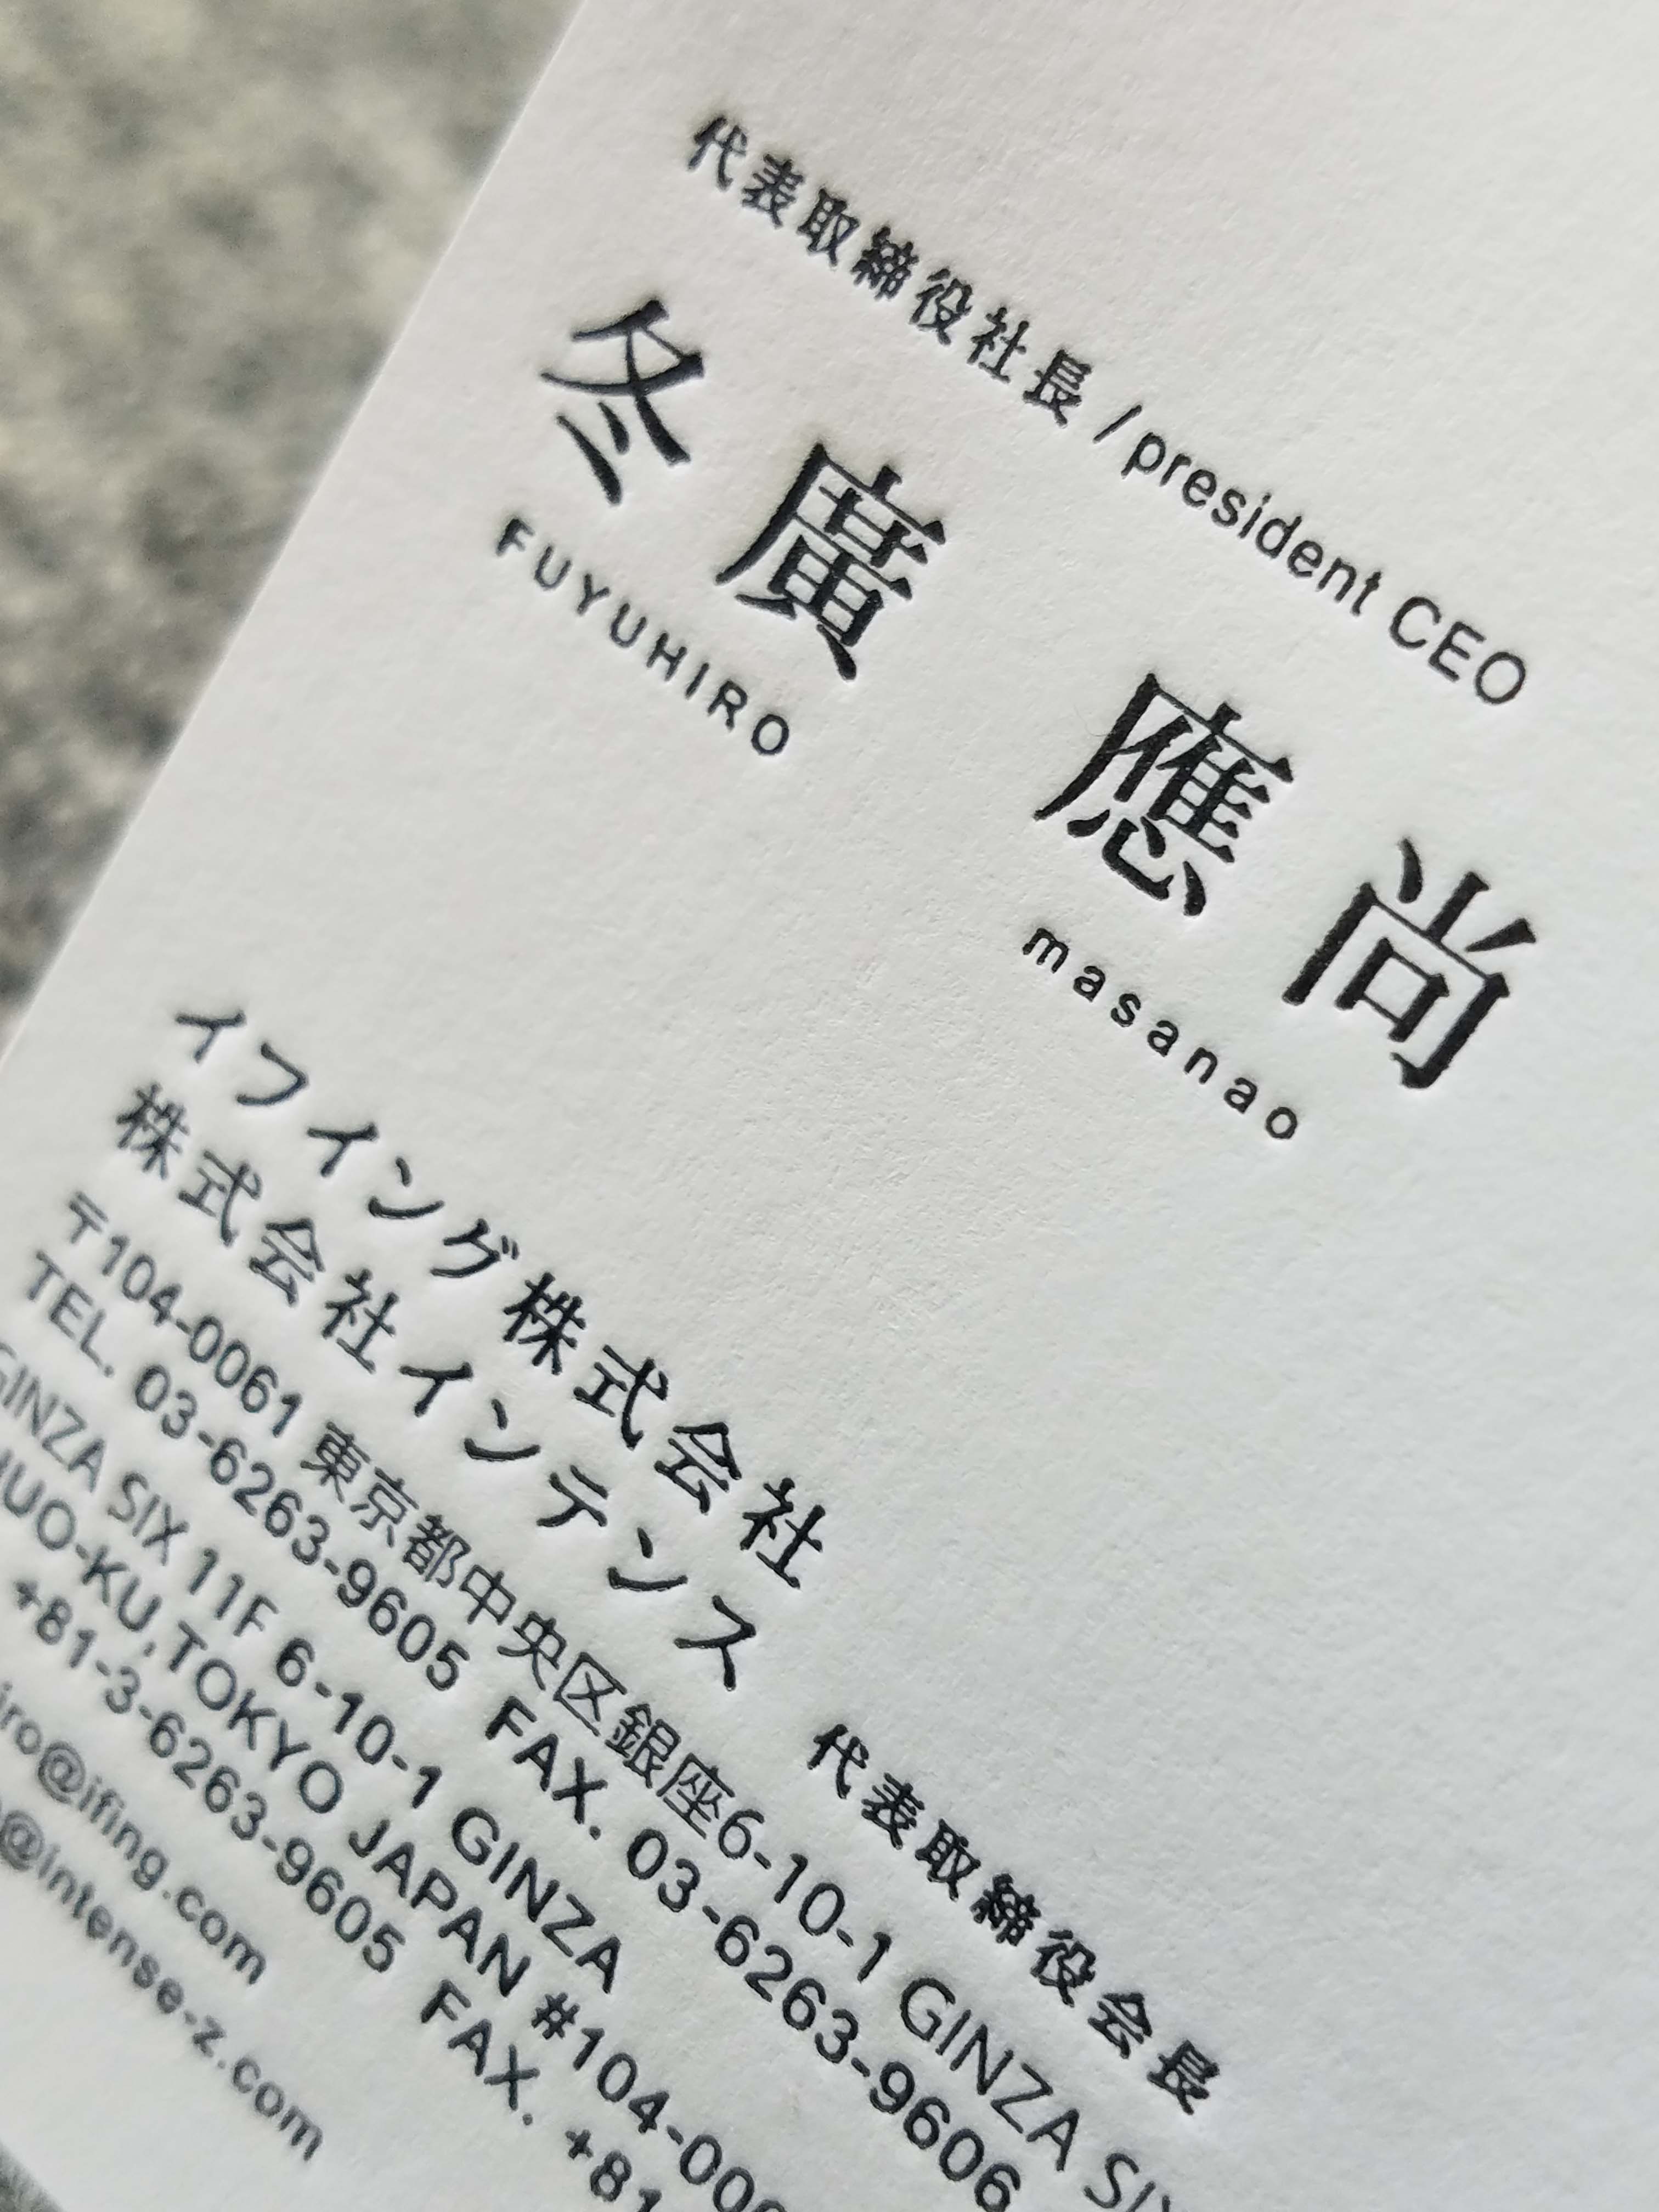 代表取締役社長 / president CEO
冬廣 應尚
FUYUHIRO masanao
イフイング株式会社
株式会社インテンス 代表取締役会長
〒104-0061 東京都中央区銀座6-10-1 GINZA SIX
TEL. 03-6263-9605 FAX. 03-6263-9606
GINZA SIX 11F 6-10-1 GINZA
UO-KU,TOKYO JAPAN #104-00
+81-3-6263-9605 FAX. +81
iro@ifing.com
@intense-z.com